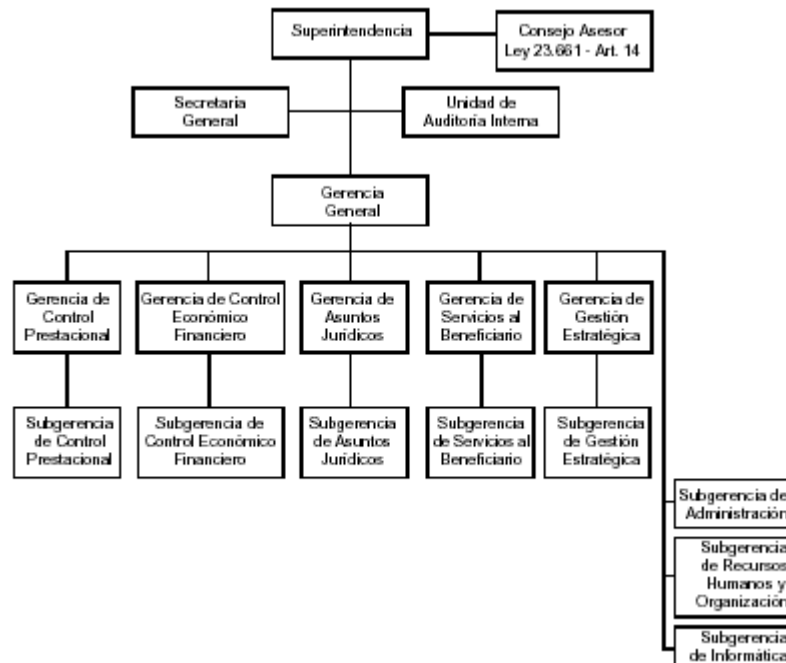 Superintendencia
Consejo Asesor
Ley 23.661 - Art. 14
Secretaría
General
Unidad de
Auditoría Interna
Gerencia
General
Gerencia de
Control
Prestacional
Gerencia de Control
Económico
Financiero
Gerencia de
Asuntos
Jurídicos
Gerencia de
Servicios al
Beneficiario
Gerencia de
Gestión
Estratégica
Subgerencia
de Control
Prestacional
Subgerencia de
Control Económico
Financiero
Subgerencia
de Asuntos
Jurídicos
Subgerencia
de Servicios al
Beneficiario
Subgerencia
de Gestión
Estratégica
Subgerencia de
Administración
Subgerencia
de Recursos
Humanos y
Organización
Subgerencia
de Informática